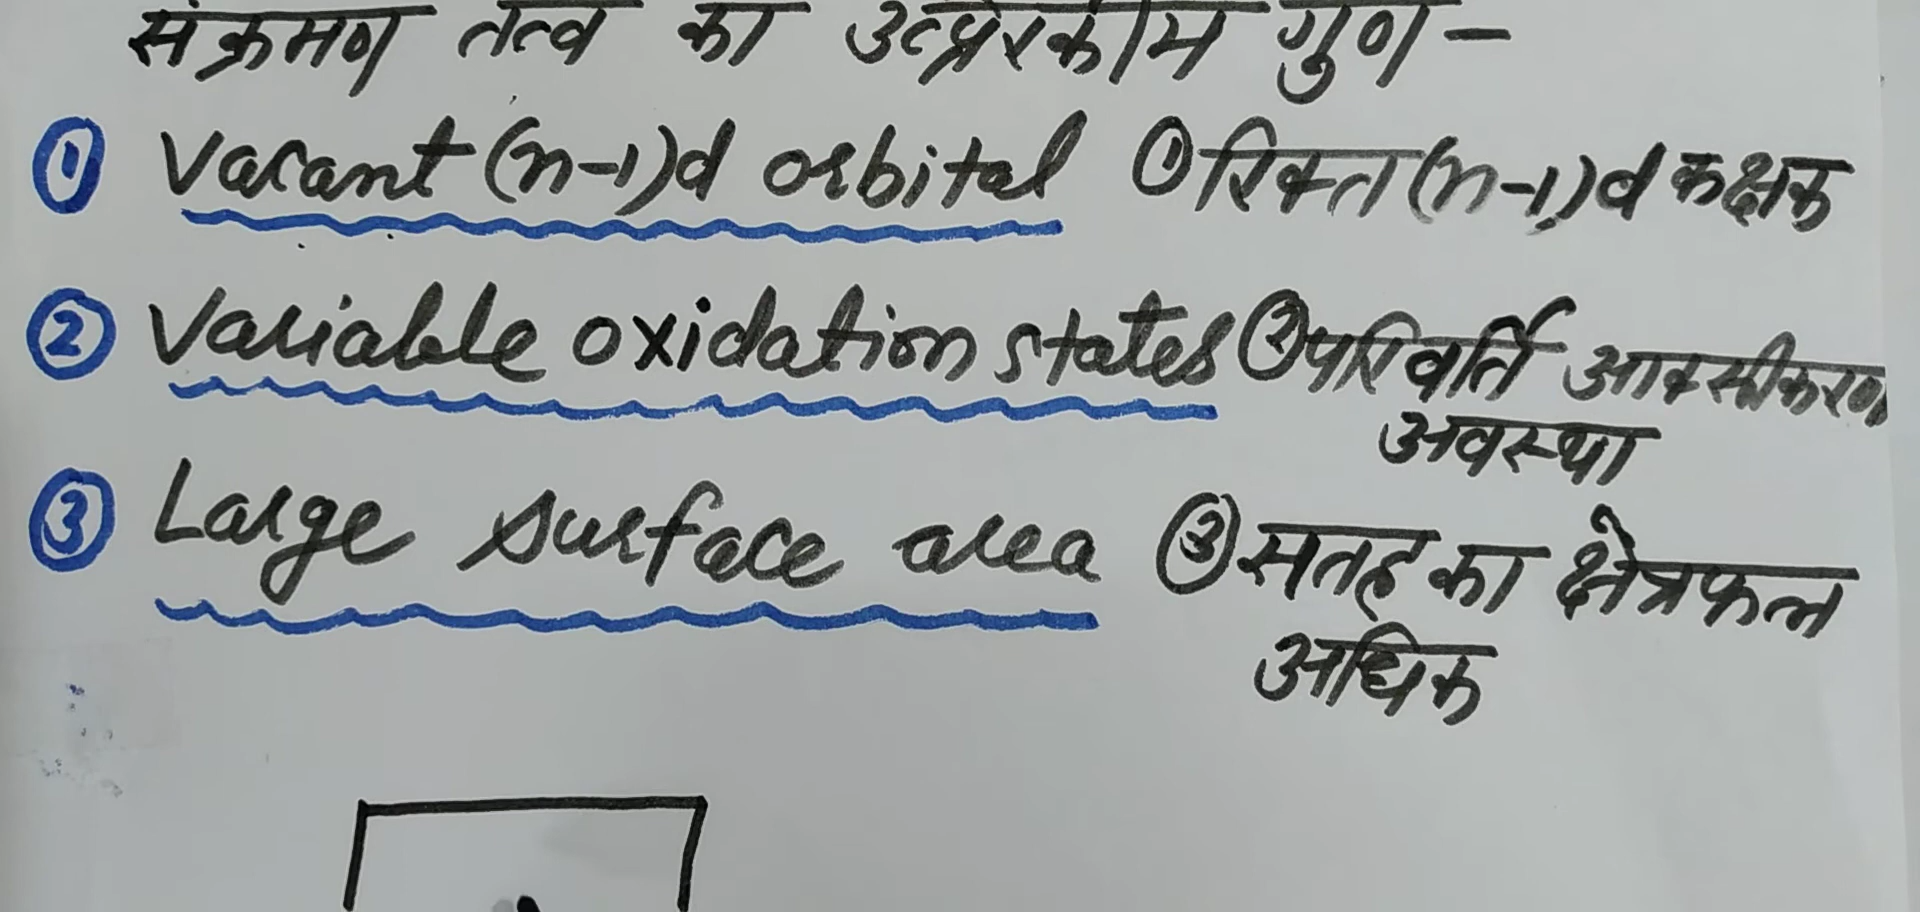 संक्रमण तत्व का उत्प्रेरकीय गुण –
① Vacant (n-1)d orbital ① रिक्त (n-1)d कक्षक
② Variable oxidation states ② परिवर्ति आक्सीकरण
अवस्था
③ Large surface area ③ सतह का क्षेत्रफल
अधिक